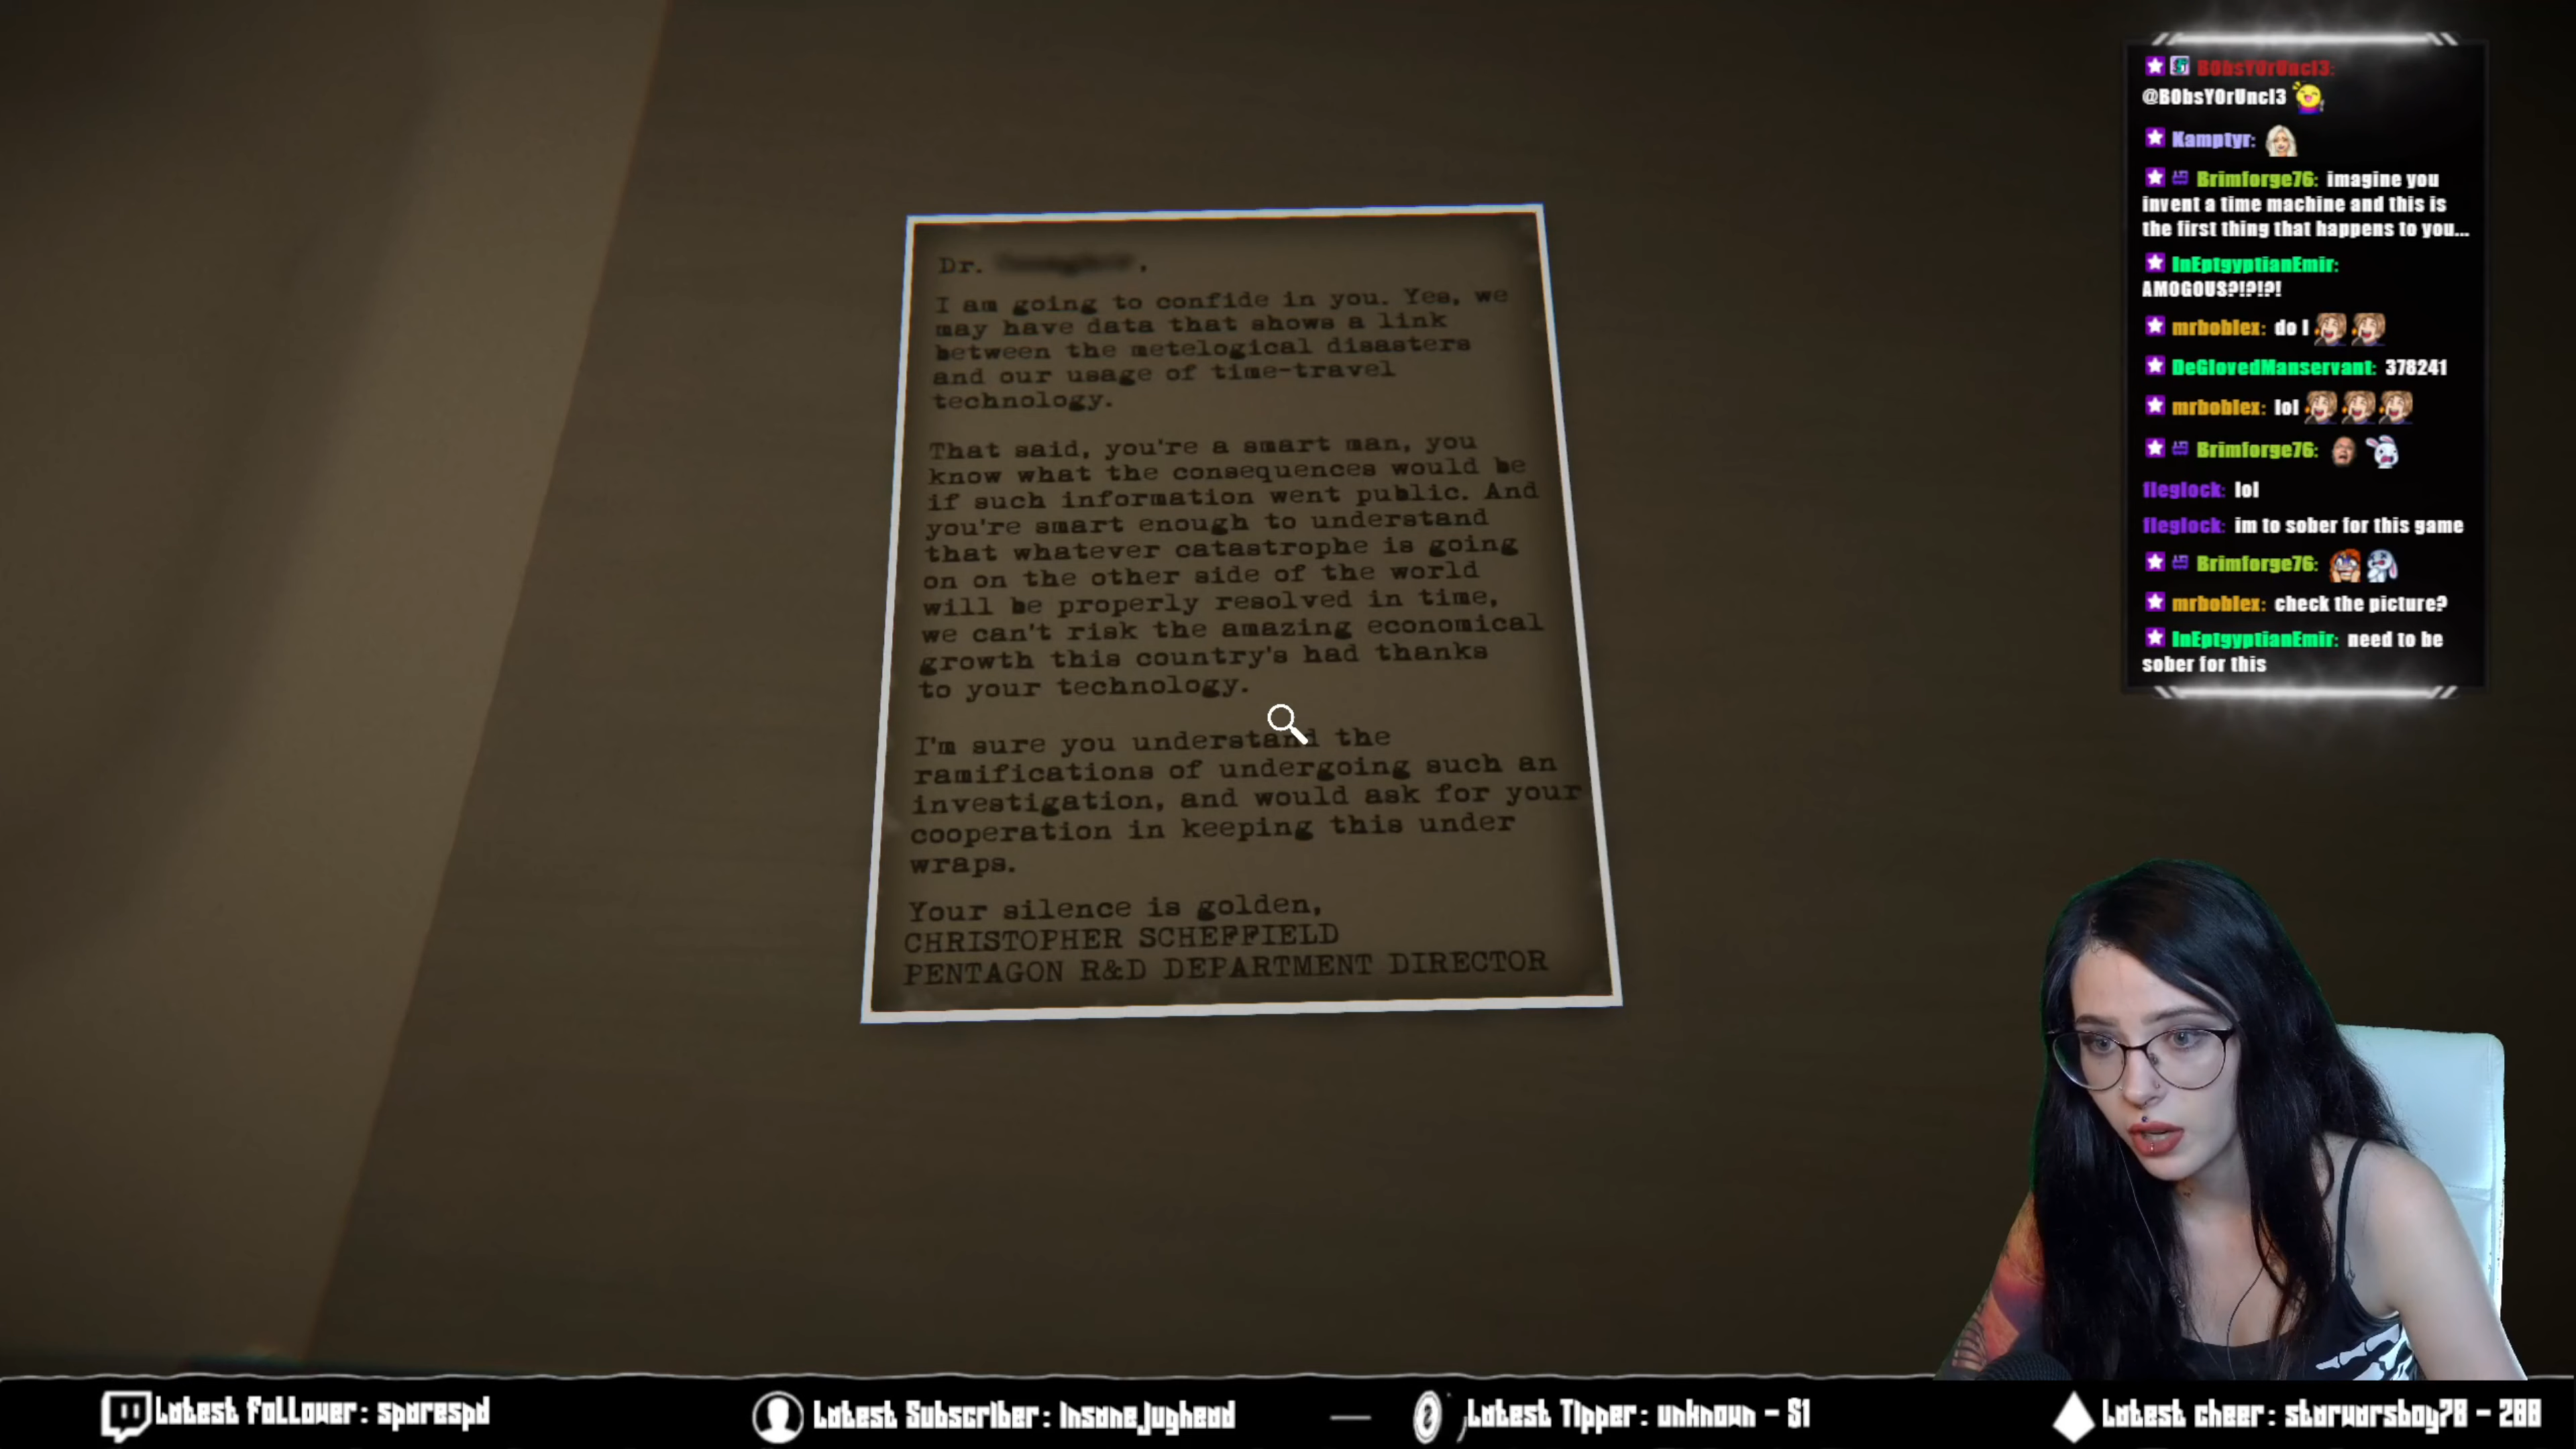 Dr. ,
I am going to confide in you. Yes, we
may have data that shows a link
between the metelogical disasters
and our usage of time-travel
technology.
That said, you're a smart man, you
know what the consequences would be
if such information went public. And
you're smart enough to understand
that whatever catastrophe is going
on on the other side of the world
will be properly resolved in time,
we can't risk the amazing economical
growth this country's had thanks
to your technology.
I'm sure you understand the
ramifications of undergoing such an
investigation, and would ask for your
cooperation in keeping this under
wraps.
Your silence is golden,
CHRISTOPHER SCHEFFIELD
PENTAGON R&D DEPARTMENT DIRECTOR
B0bsY0rUncl3:
@B0bsY0rUncl3
Kamptyr:
Brimforge76: imagine you
invent a time machine and this is
the first thing that happens to you...
InEptgyptianEmir:
AMOGOUS?!?!?!
mrboblex: do I
DeGlovedManservant: 378241
mrboblex: lol
Brimforge76:
fleglock: lol
fleglock: im to sober for this game
Brimforge76:
mrboblex: check the picture?
InEptgyptianEmir: need to be
sober for this
Latest Follower: sparespd
Latest Subscriber: InsaneJughead
Latest Tipper: unknown - $1
Latest cheer: starwarsboy78 - 200